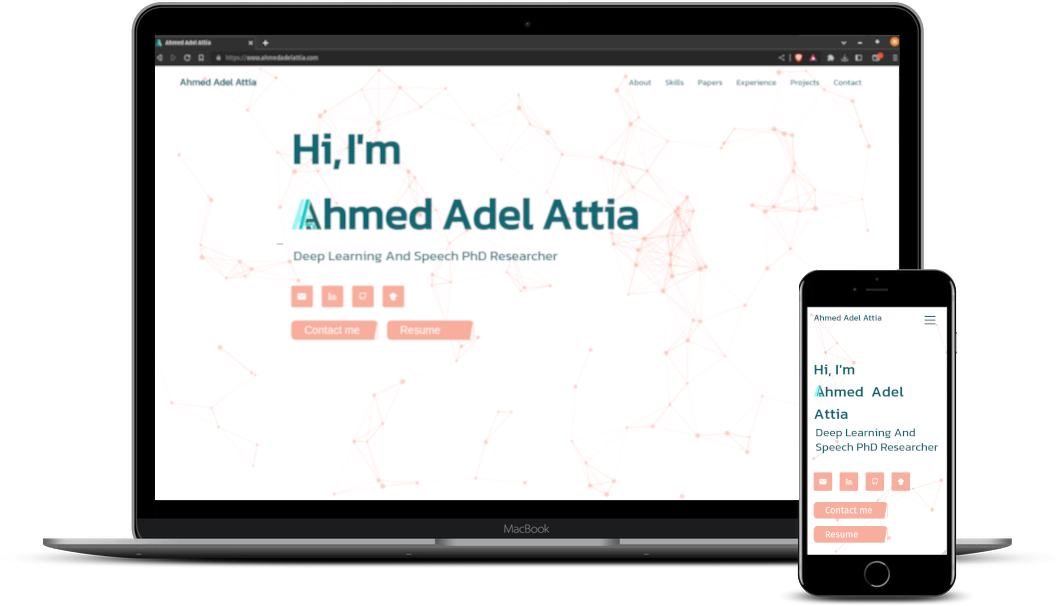 Ahmed Adel Attia
https://www.ahmedadelattia.com
Ahmed Adel Attia
About Skills Papers Experience Projects Contact
Hi, I'm
Ahmed Adel Attia
Deep Learning And Speech PhD Researcher
in
Contact me Resume
MacBook
Ahmed Adel Attia
Hi, I'm
Ahmed Adel
Attia
Deep Learning And
Speech PhD Researcher
in
Contact me
Resume